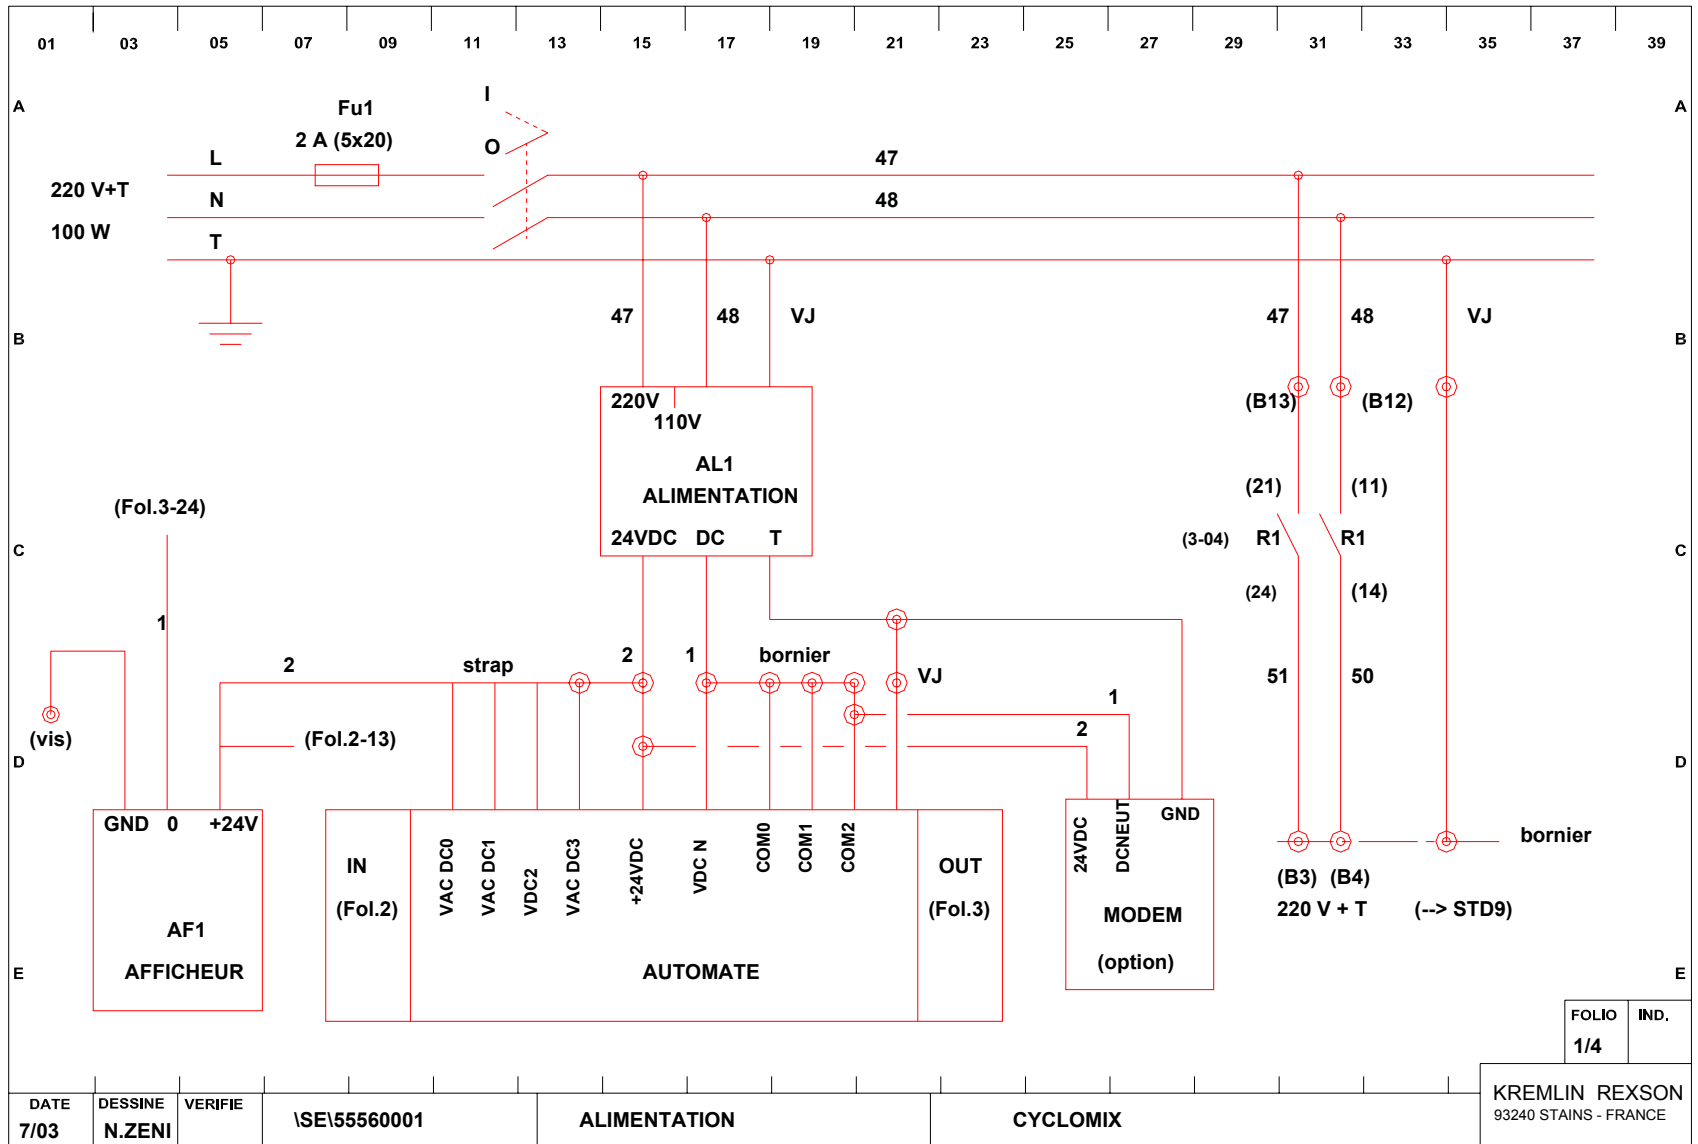 01 03 05 07 09 11 13 15 17 19 21 23 25 27 29 31 33 35 37 39
A A
I
Fu1
2 A (5x20)
O
L 47
220 V+T
N 48
100 W
T
B 47 48 VJ 47 48 VJ B
220V
110V
(B13) (B12)
AL1
ALIMENTATION
(21) (11)
(Fol.3-24)
24VDC DC T
C (3-04) R1 R1 C
(24) (14)
1
2 strap 2 1 bornier VJ 51 50
1
2
(vis) (Fol.2-13)
D D
GND 0 +24V
IN
(Fol.2)
VAC DC0
VAC DC1
VDC2
VAC DC3
+24VDC
VDC N
COM0
COM1
COM2
OUT
(Fol.3)
24VDC
DCNEUT
GND
bornier
(B3) (B4)
220 V + T (--> STD9)
MODEM
(option)
AF1
AFFICHEUR
AUTOMATE
E E
FOLIO IND.
1/4
DATE DESSINE VERIFIE
7/03 N.ZENI
\SE\55560001 ALIMENTATION CYCLOMIX
KREMLIN REXSON
93240 STAINS - FRANCE